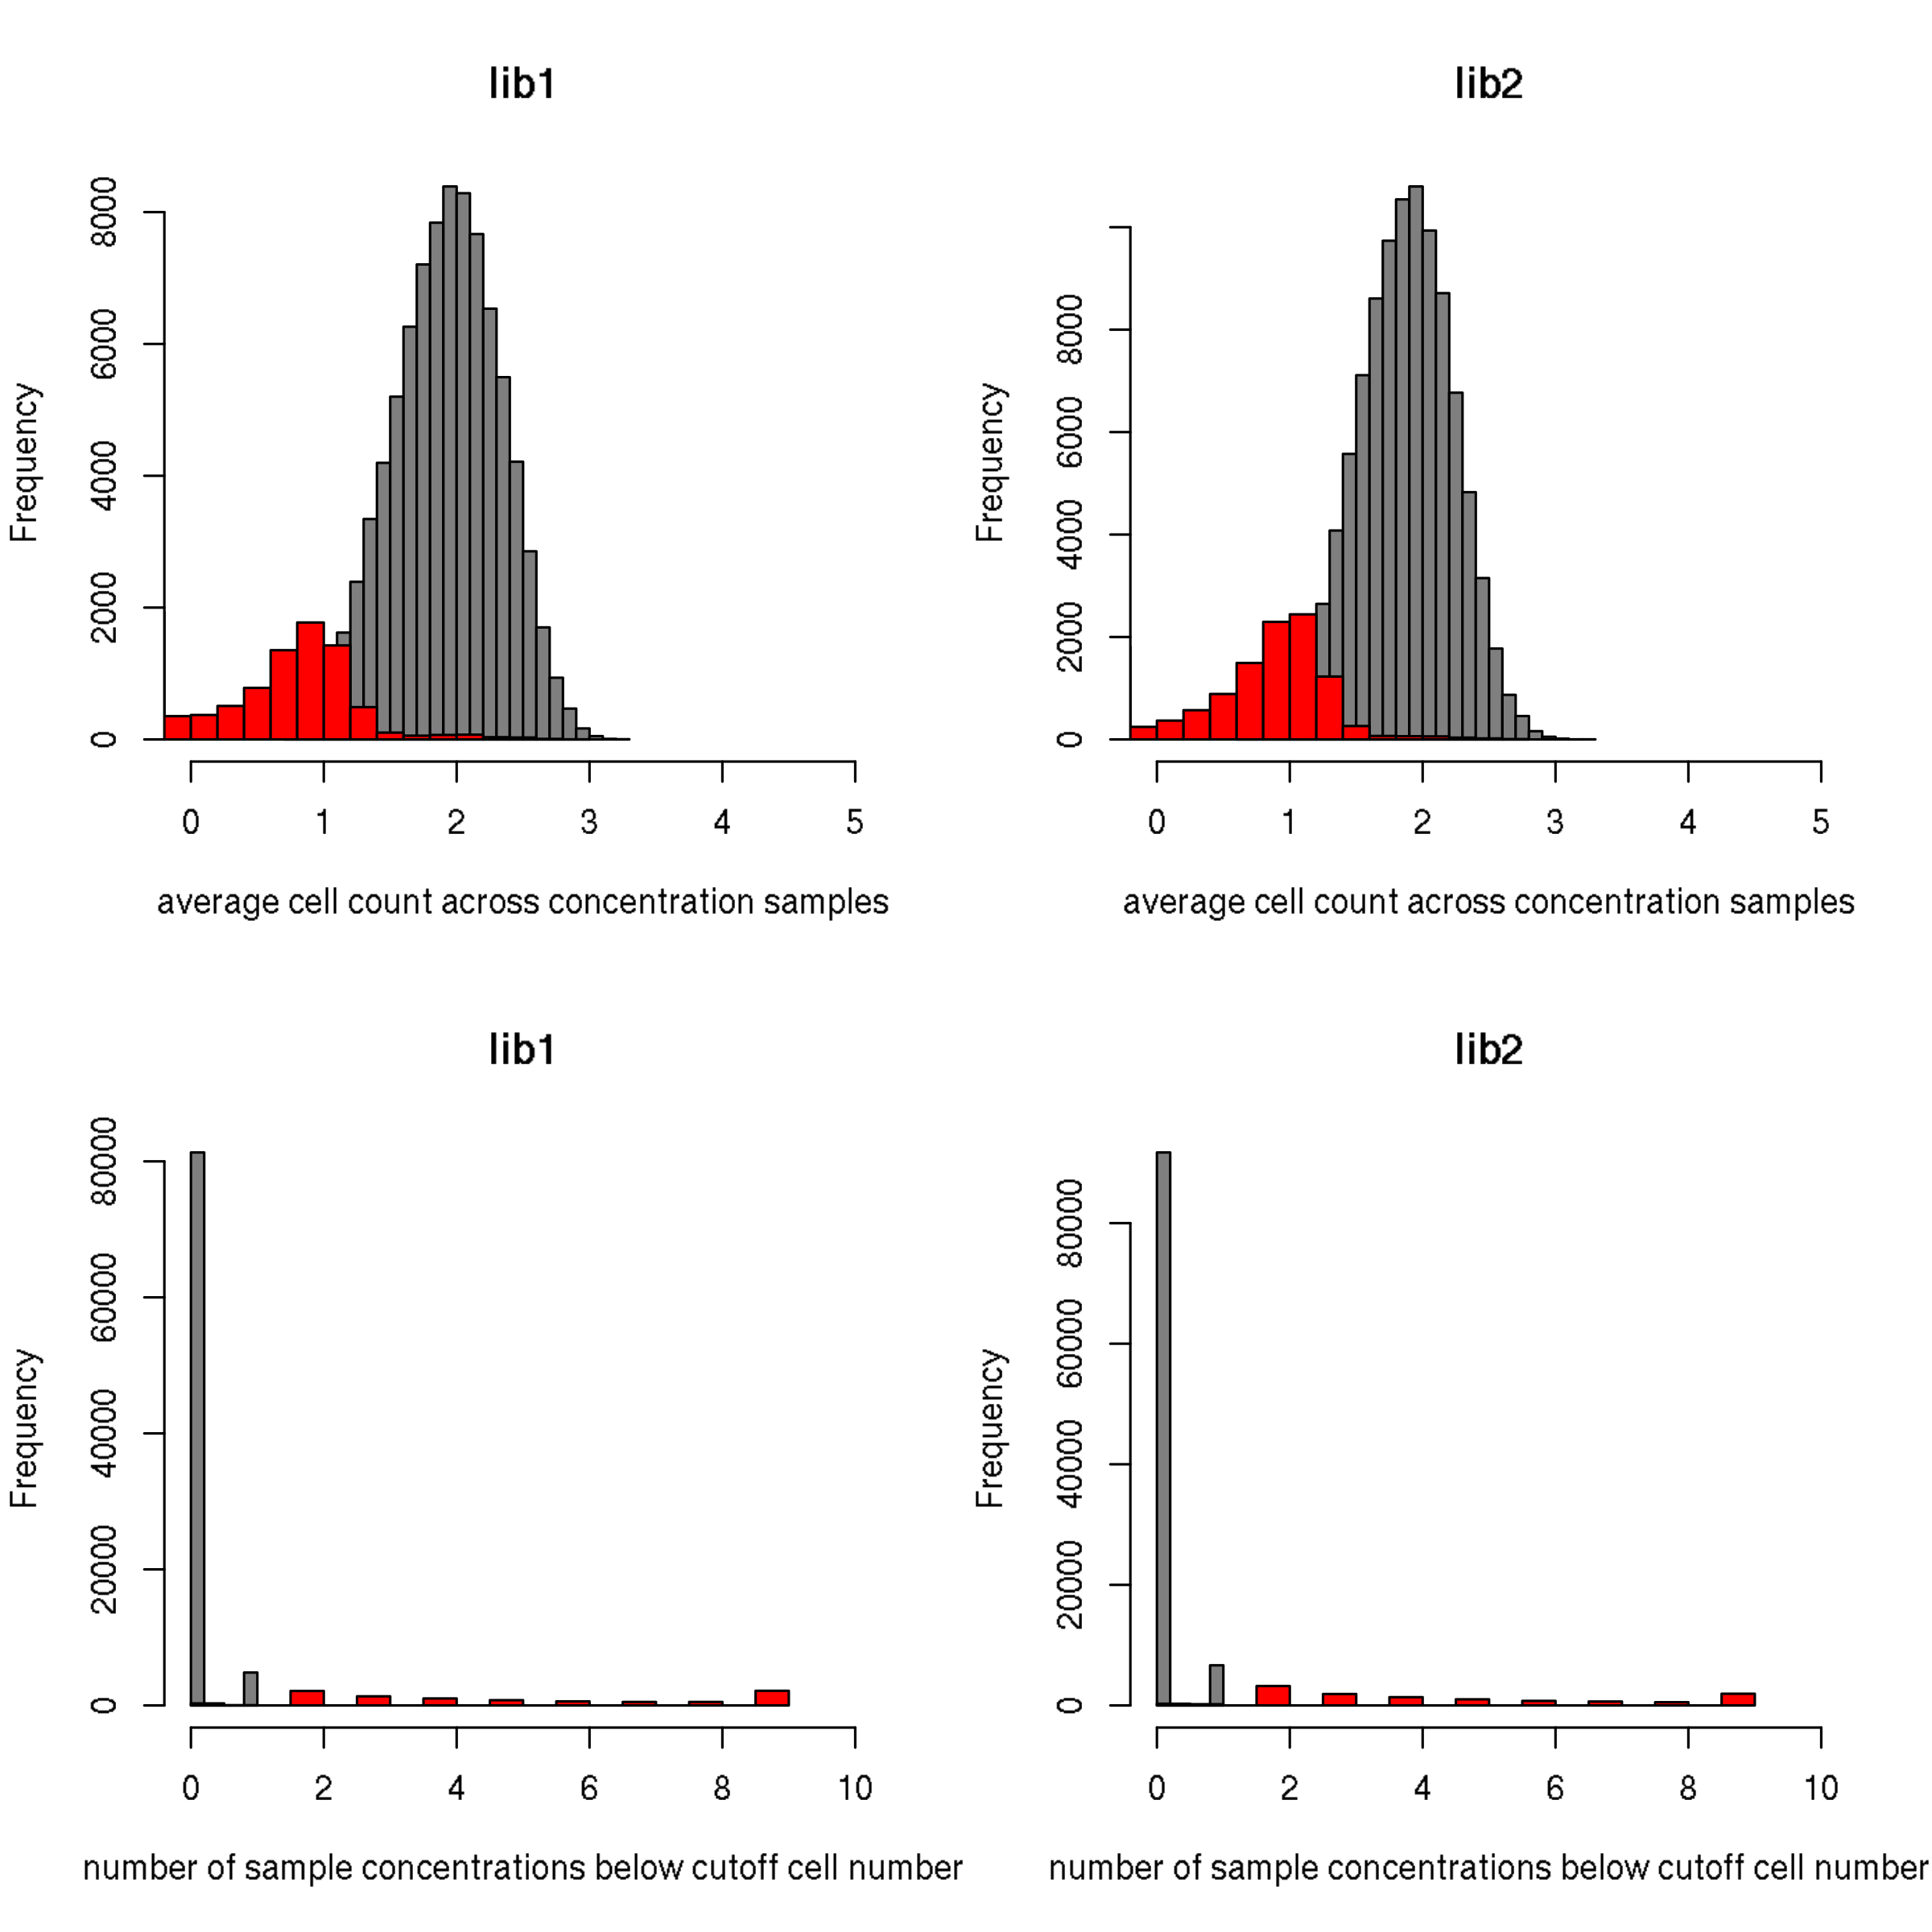 lib1
Frequency
0 2000 4000 6000 8000
0 1 2 3 4 5
average cell count across concentration samples
lib2
Frequency
0 2000 4000 6000 8000
0 1 2 3 4 5
average cell count across concentration samples
lib1
Frequency
0 20000 40000 60000 80000
0 2 4 6 8 10
number of sample concentrations below cutoff cell number
lib2
Frequency
0 20000 40000 60000 80000
0 2 4 6 8 10
number of sample concentrations below cutoff cell number